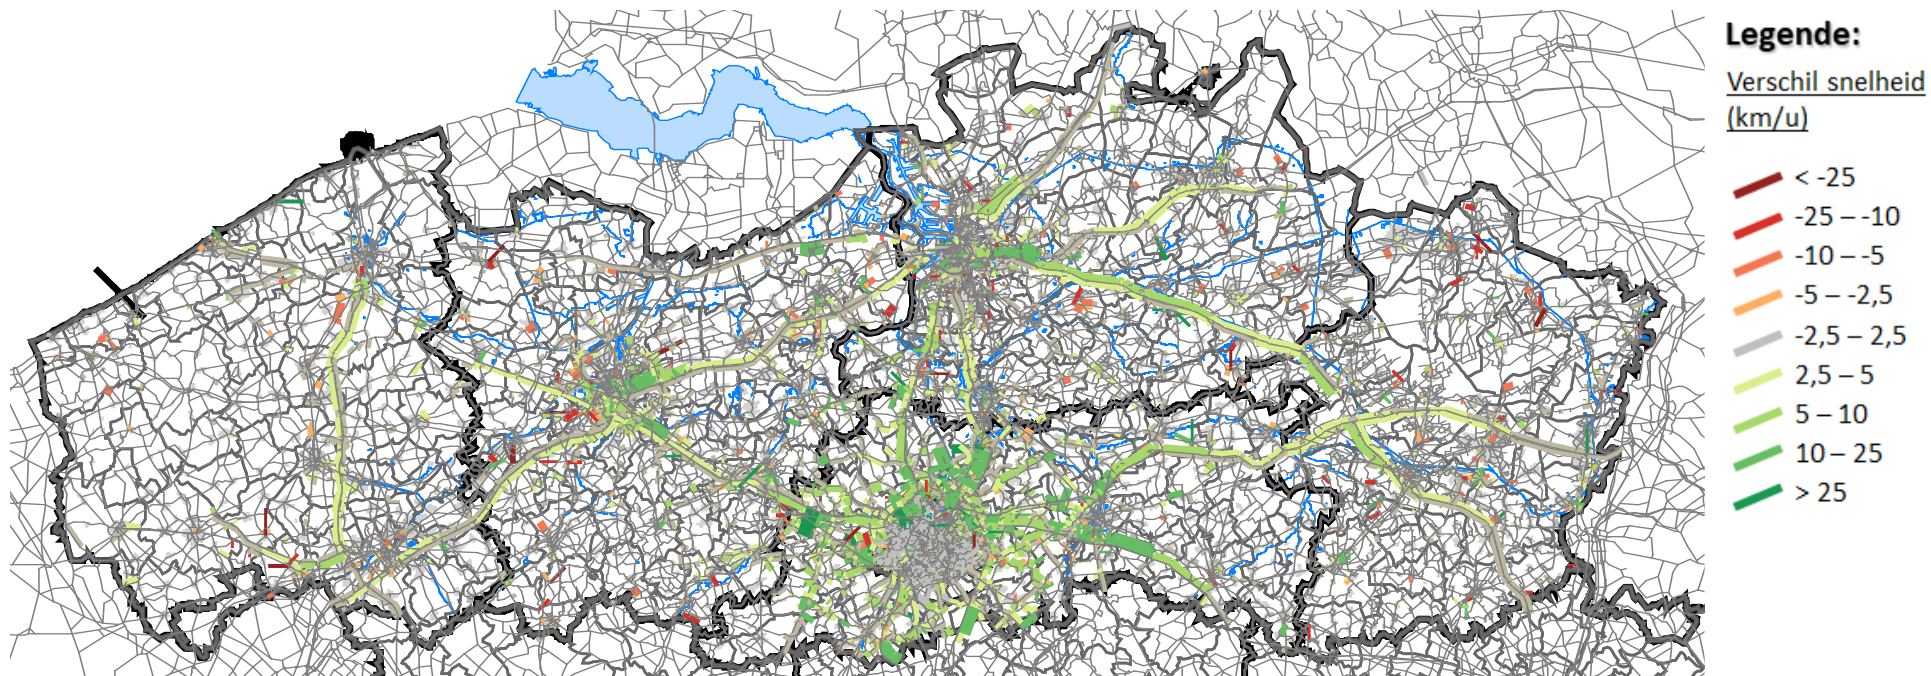 Legende:
Verschil snelheid
(km/u)
< -25
-25 – -10
-10 – -5
-5 – -2,5
-2,5 – 2,5
2,5 – 5
5 – 10
10 – 25
> 25